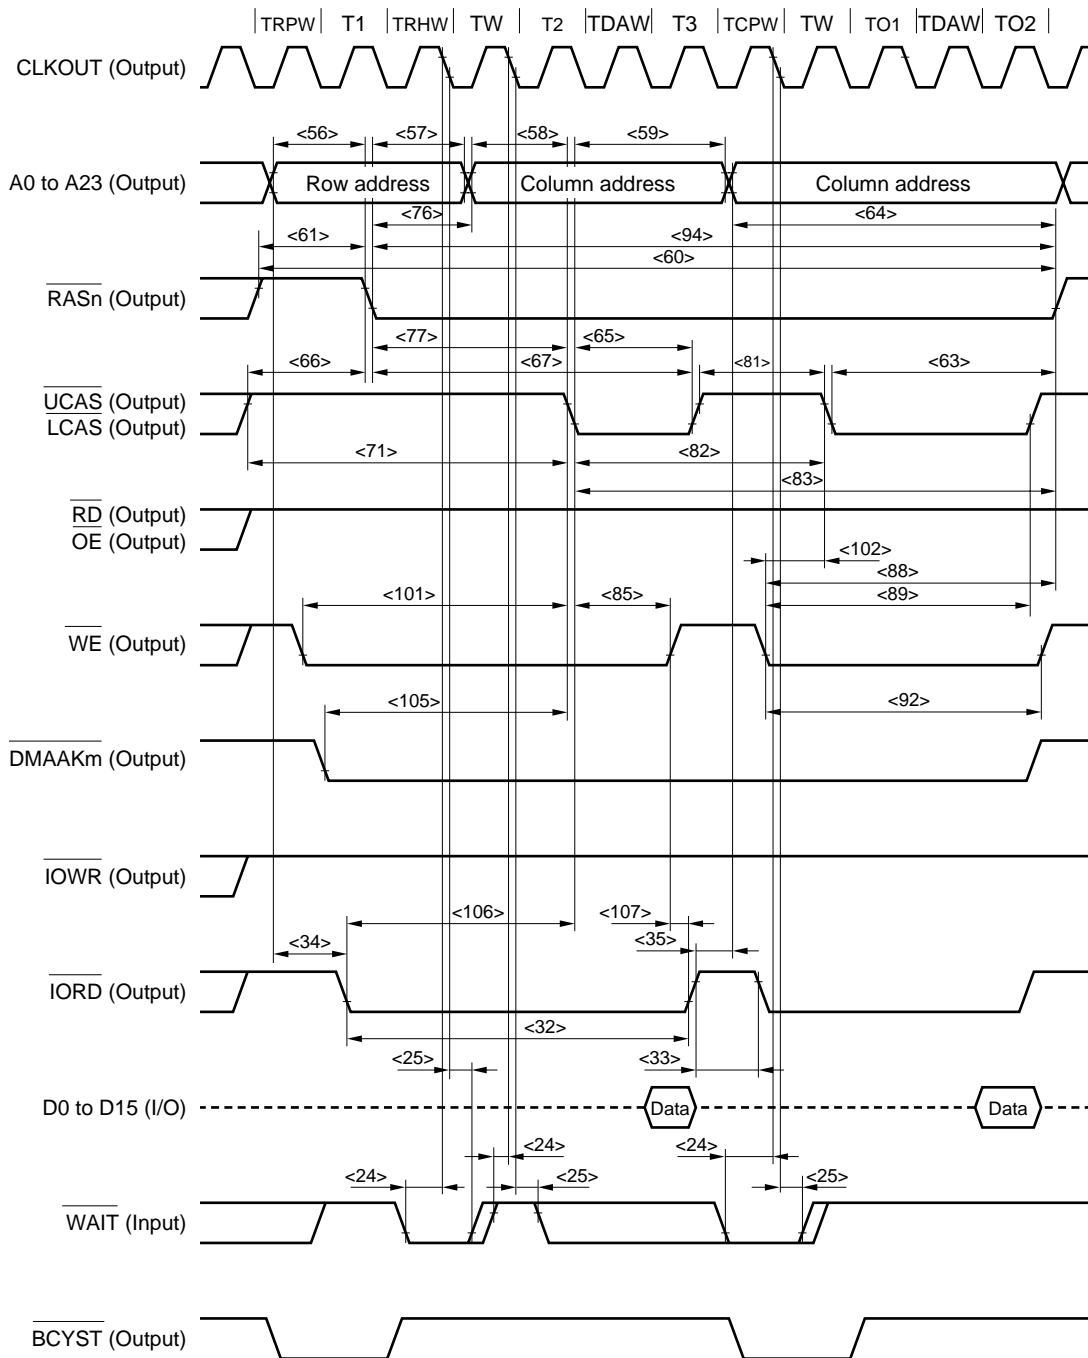 TRPW T1 TRHW TW T2 TDAW T3 TCPW TW TO1 TDAW TO2
CLKOUT (Output)
<56> <57> <58> <59>
A0 to A23 (Output) Row address Column address Column address
<76> <64>
<61> <94>
<60>
RASn (Output)
<77> <65>
<66> <67> <81> <63>
UCAS (Output)
LCAS (Output)
<71> <82>
<83>
RD (Output)
OE (Output)
<102>
<88>
<101> <85> <89>
WE (Output)
<105> <92>
DMAAKm (Output)
IOWR (Output)
<106> <107>
<34> <35>
IORD (Output)
<32>
<25> <33>
D0 to D15 (I/O) Data Data
<24> <24>
<24> <25> <25>
WAIT (Input)
BCYST (Output)